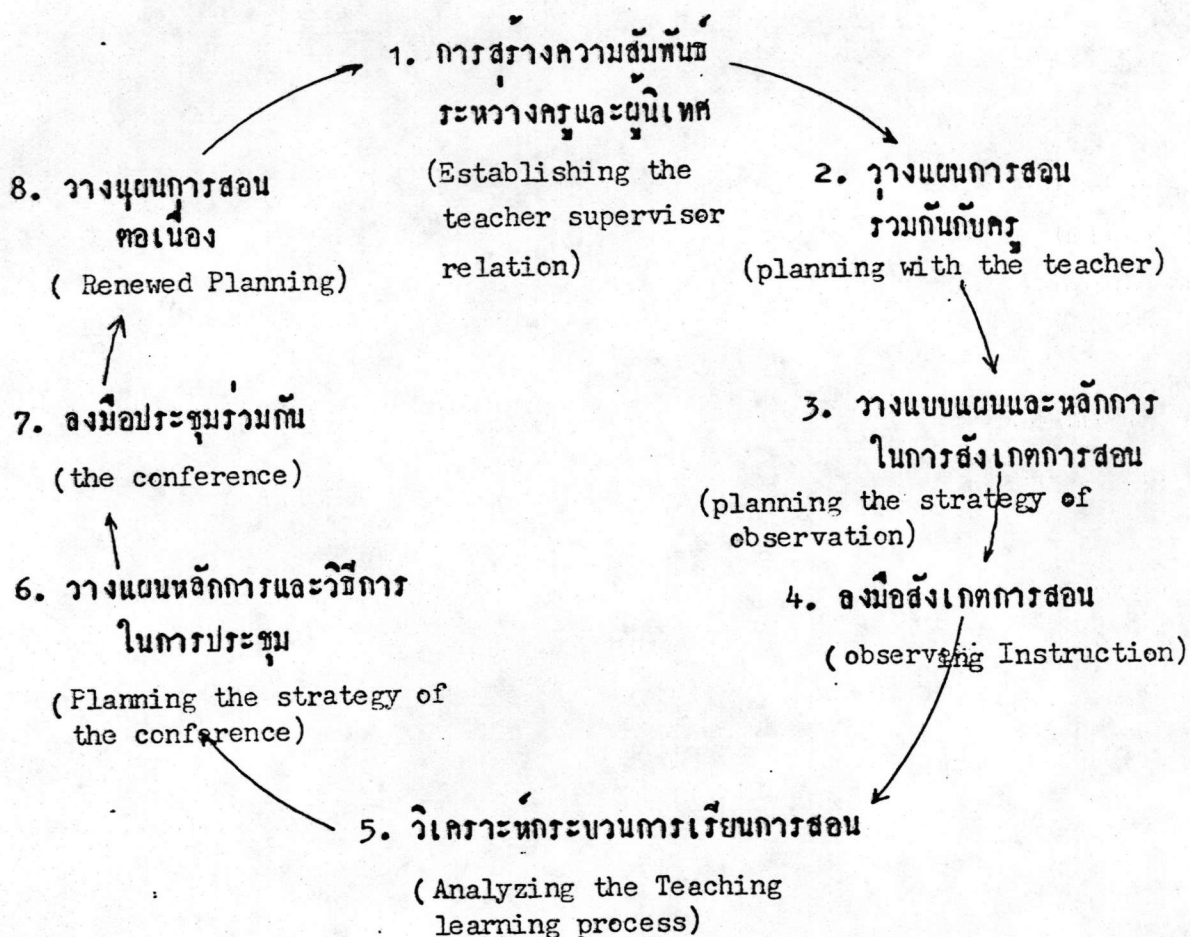 1. การสร้างความสัมพันธ์
ระหว่างครูและผู้นิเทศ
(Establishing the
teacher supervisor
relation)
2. วางแผนการสอน
รวมกันกับครู
(planning with the teacher)
3. วางแบบแผนและหลักการ
ในการสังเกตการสอน
(planning the strategy of
observation)
4. ลงมือสังเกตการสอน
(observing Instruction)
5. วิเคราะห์กระบวนการเรียนการสอน
(Analyzing the Teaching
learning process)
6. วางแผนหลักการและวิธีการ
ในการประชุม
(Planning the strategy of
the conference)
7. ลงมือประชุมร่วมกัน
(the conference)
8. วางแผนการสอน
ตอเนื่อง
( Renewed Planning)